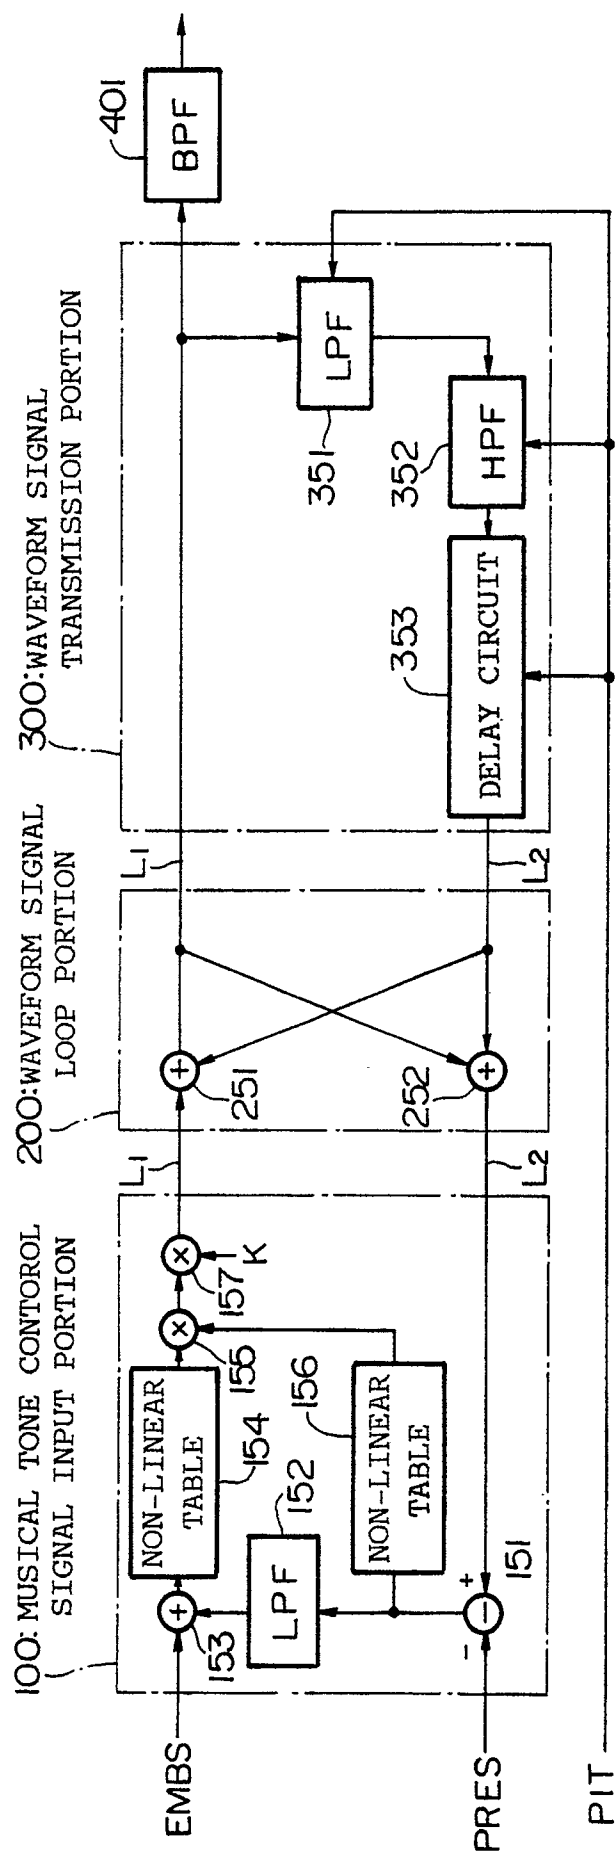 100: MUSICAL TONE CONTOROL
SIGNAL INPUT PORTION
200: WAVEFORM SIGNAL
LOOP PORTION
300: WAVEFORM SIGNAL
TRANSMISSION PORTION
401
BPF
EMBS
+
153
NON-LINEAR
TABLE
154
×
155
×
157
K
L1
+
251
L1
LPF
152
NON-LINEAR
TABLE
156
LPF
351
PRES
-
-
+
151
L2
+
252
L2
DELAY CIRCUIT
353
HPF
352
PIT